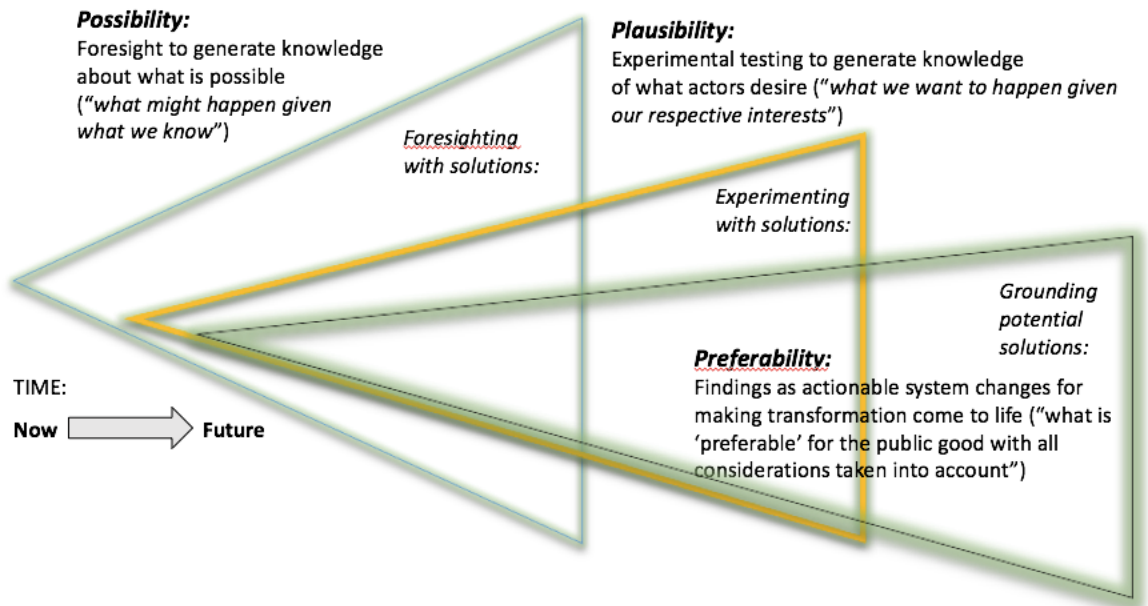 Possibility:
Foresight to generate knowledge
about what is possible
(“what might happen given
what we know”)
Plausibility:
Experimental testing to generate knowledge
of what actors desire (“what we want to happen given
our respective interests”)
Foresighting
with solutions:
Experimenting
with solutions:
Grounding
potential
solutions:
Preferability:
Findings as actionable system changes for
making transformation come to life (“what is
‘preferable’ for the public good with all
considerations taken into account”)
TIME:
Now
Future